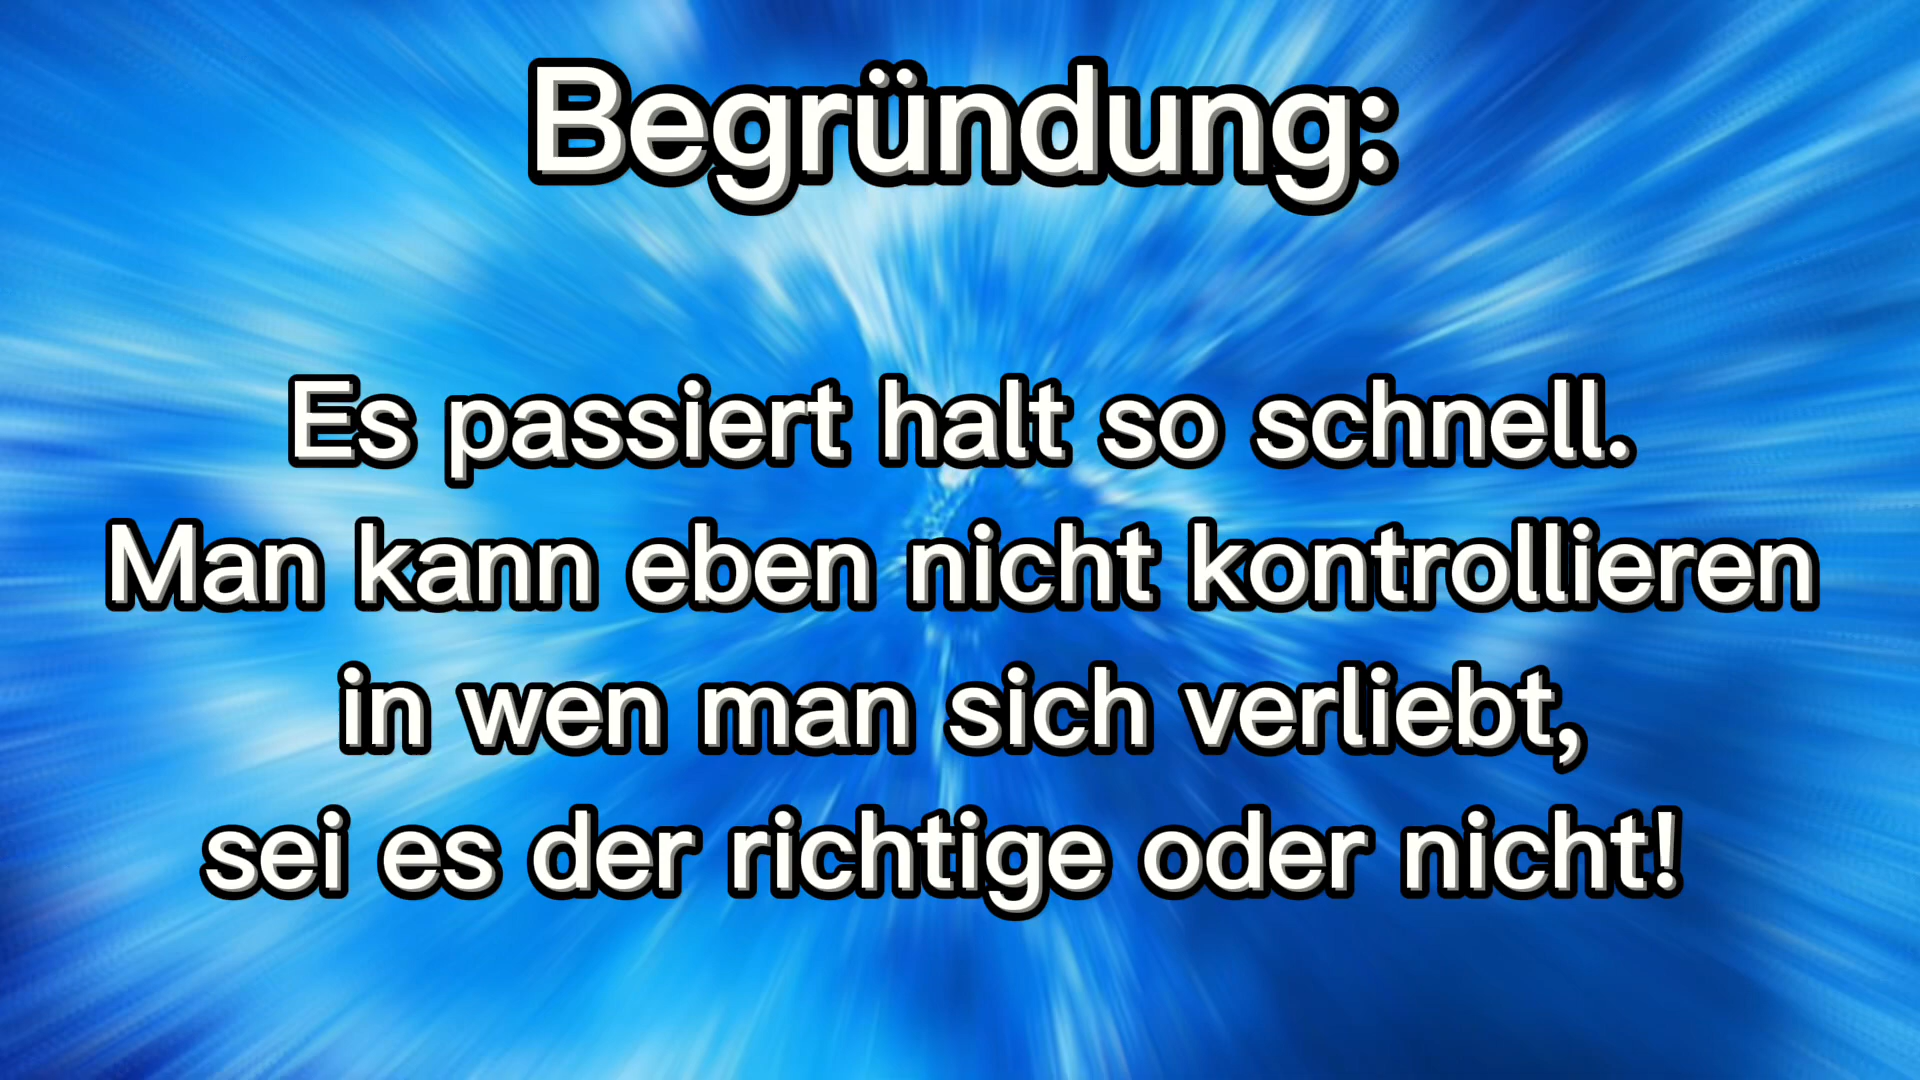 Begründung:
Es passiert halt so schnell.
Man kann eben nicht kontrollieren
in wen man sich verliebt,
sei es der richtige oder nicht!